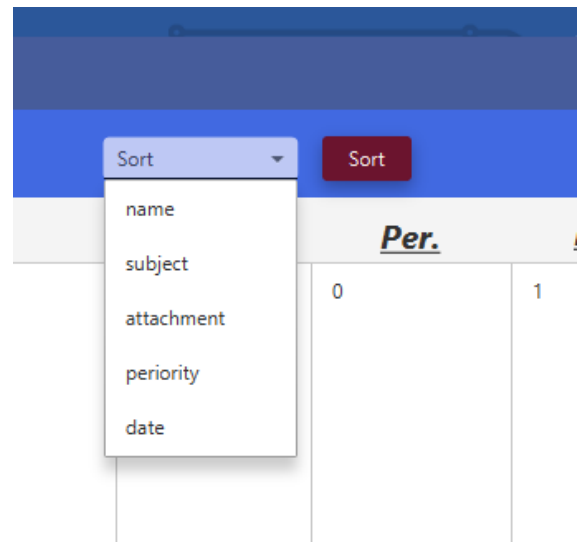 Sort Sort
name
Per.
subject
0 1
attachment
periority
date